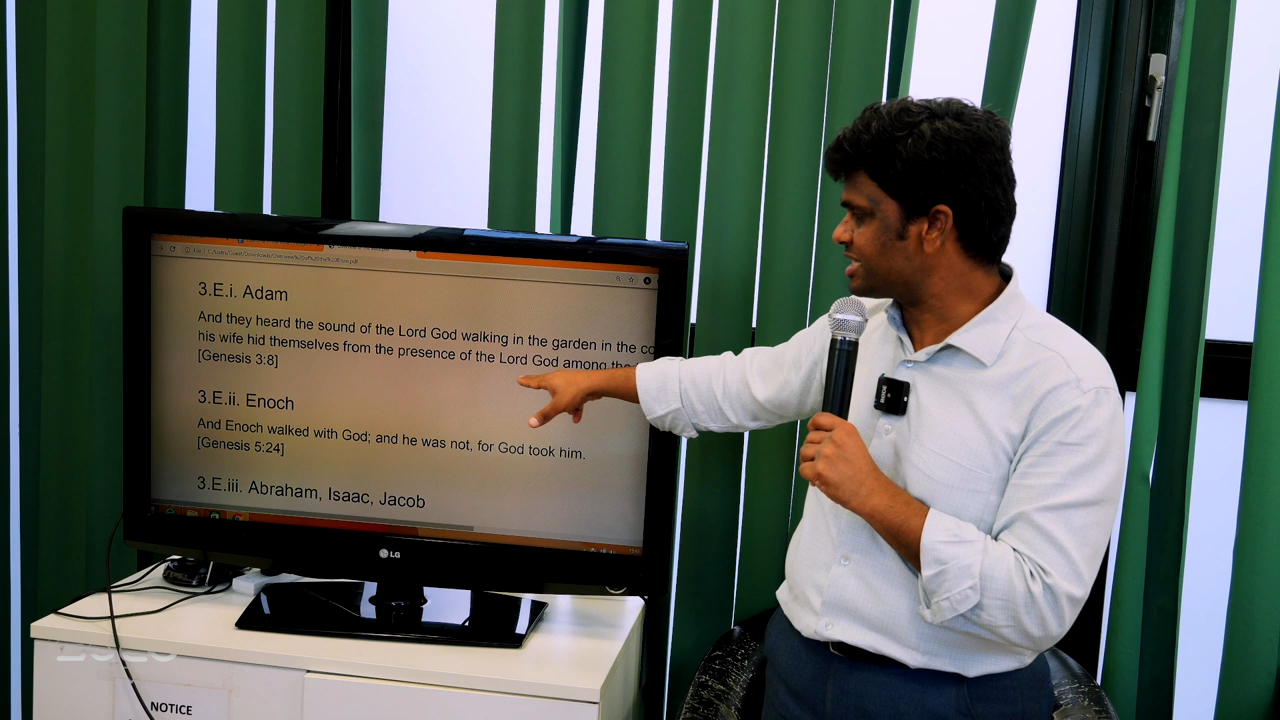 3.E.i. Adam
And they heard the sound of the Lord God walking in the garden in the co
his wife hid themselves from the presence of the Lord God among the
[Genesis 3:8]
3.E.ii. Enoch
And Enoch walked with God; and he was not, for God took him.
[Genesis 5:24]
3.E.iii. Abraham, Isaac, Jacob
LG
RODE
NOTICE